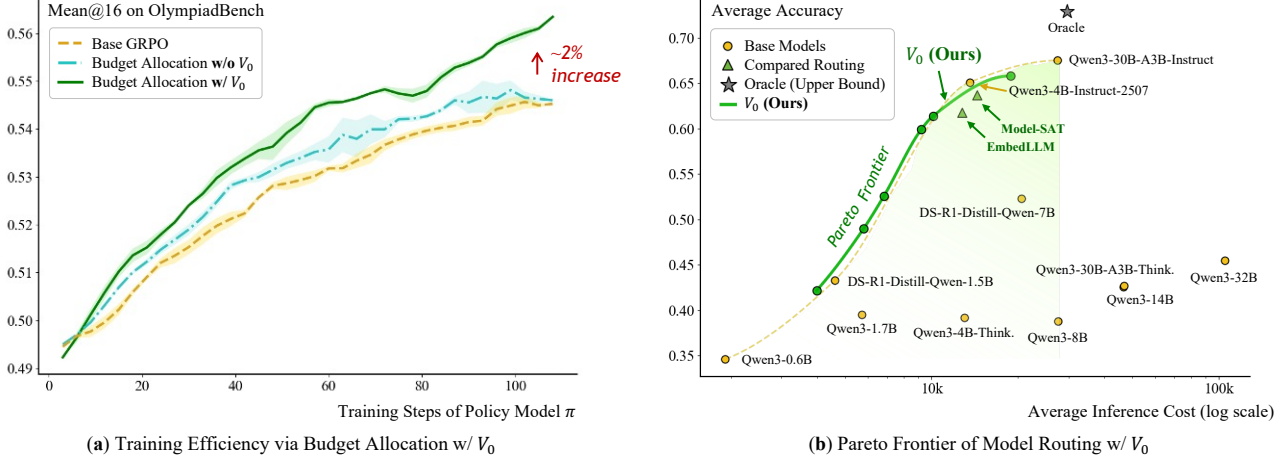 Mean@16 on OlympiadBench
Base GRPO
Budget Allocation w/o V₀
Budget Allocation w/ V₀
~2%
increase
0.56
0.55
0.54
0.53
0.52
0.51
0.50
0.49
0
20
40
60
80
100
Training Steps of Policy Model π
(a) Training Efficiency via Budget Allocation w/ V₀
Average Accuracy
Base Models
Compared Routing
Oracle (Upper Bound)
V₀ (Ours)
Oracle
V₀ (Ours)
Qwen3-30B-A3B-Instruct
Qwen3-4B-Instruct-2507
Model-SAT
EmbedLLM
Pareto Frontier
DS-R1-Distill-Qwen-7B
DS-R1-Distill-Qwen-1.5B
Qwen3-30B-A3B-Think.
Qwen3-32B
Qwen3-14B
Qwen3-1.7B
Qwen3-4B-Think.
Qwen3-8B
Qwen3-0.6B
0.70
0.65
0.60
0.55
0.50
0.45
0.40
0.35
10k
100k
Average Inference Cost (log scale)
(b) Pareto Frontier of Model Routing w/ V₀